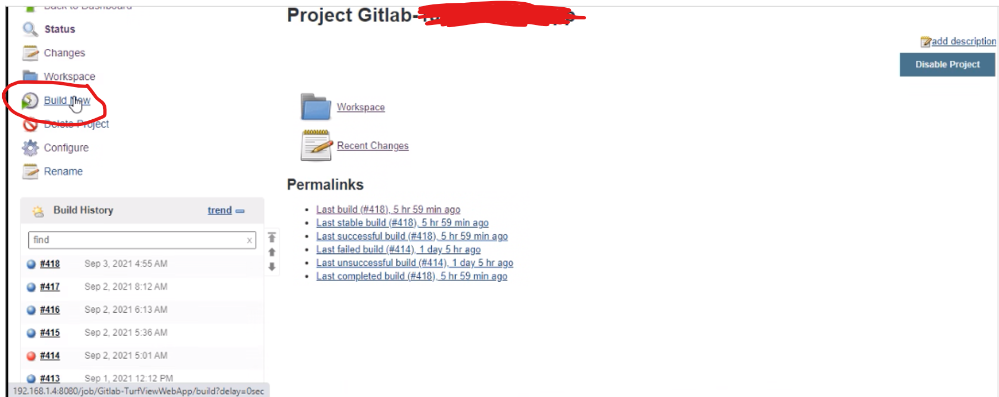 Back to Dashboard
Status
Changes
Workspace
Build Now
Delete Project
Configure
Rename
Build History trend
find x
#418 Sep 3, 2021 4:55 AM
#417 Sep 2, 2021 8:12 AM
#416 Sep 2, 2021 6:13 AM
#415 Sep 2, 2021 5:36 AM
#414 Sep 2, 2021 5:01 AM
#413 Sep 1, 2021 12:12 PM
192.168.1.4:8080/job/Gitlab-TurfViewWebApp/build?delay=0sec
Project Gitlab-
add description
Disable Project
Workspace
Recent Changes
Permalinks
Last build (#418), 5 hr 59 min ago
Last stable build (#418), 5 hr 59 min ago
Last successful build (#418), 5 hr 59 min ago
Last failed build (#414), 1 day 5 hr ago
Last unsuccessful build (#414), 1 day 5 hr ago
Last completed build (#418), 5 hr 59 min ago